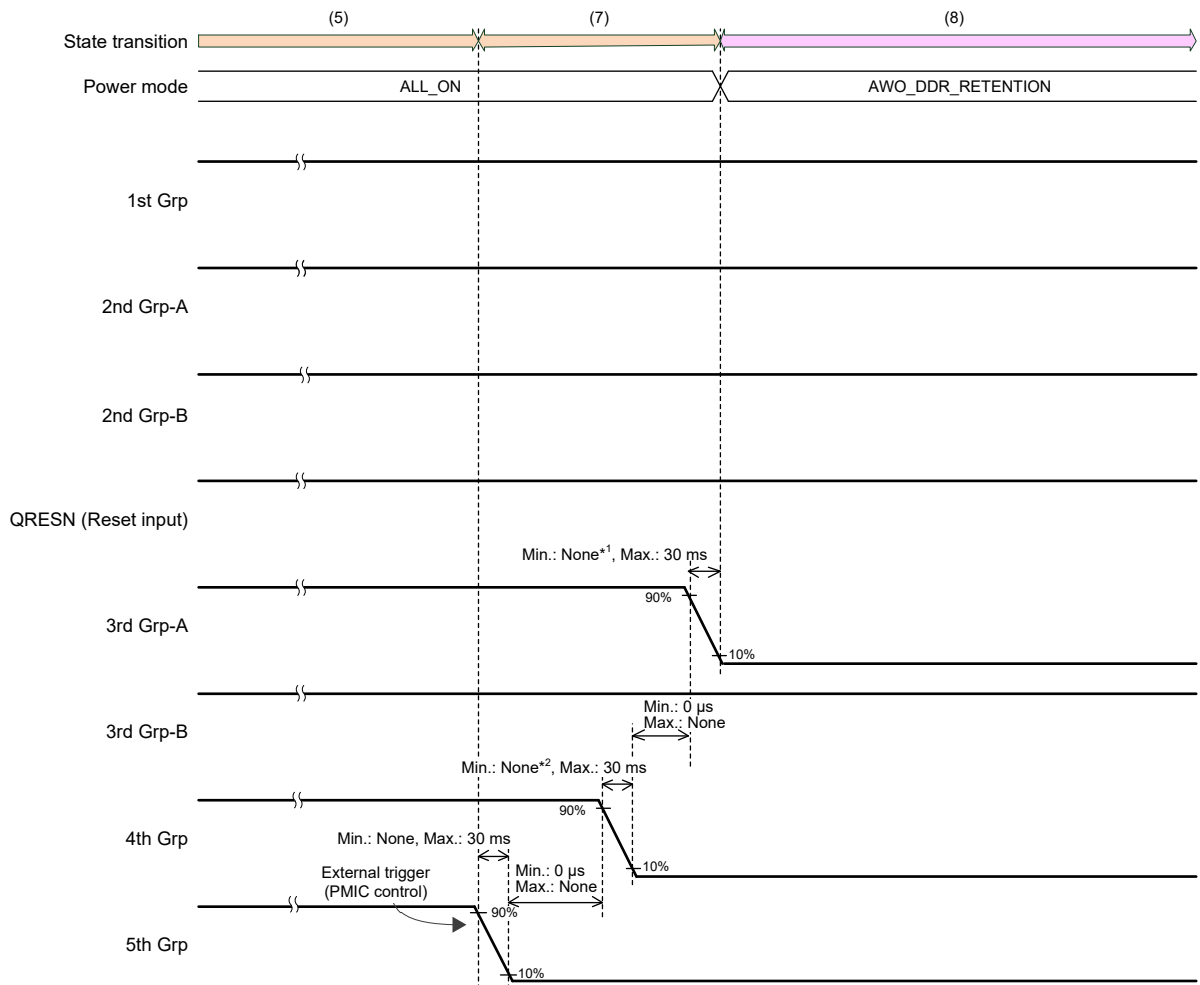 (5) (7) (8)
State transition
Power mode ALL_ON AWO_DDR_RETENTION
1st Grp
2nd Grp-A
2nd Grp-B
QRESN (Reset input)
Min.: None*1, Max.: 30 ms
90%
3rd Grp-A
10%
Min.: 0 µs
Max.: None
3rd Grp-B
Min.: None*2, Max.: 30 ms
90%
4th Grp
Min.: None, Max.: 30 ms
10%
External trigger
(PMIC control)
Min.: 0 µs
Max.: None
90%
5th Grp
10%